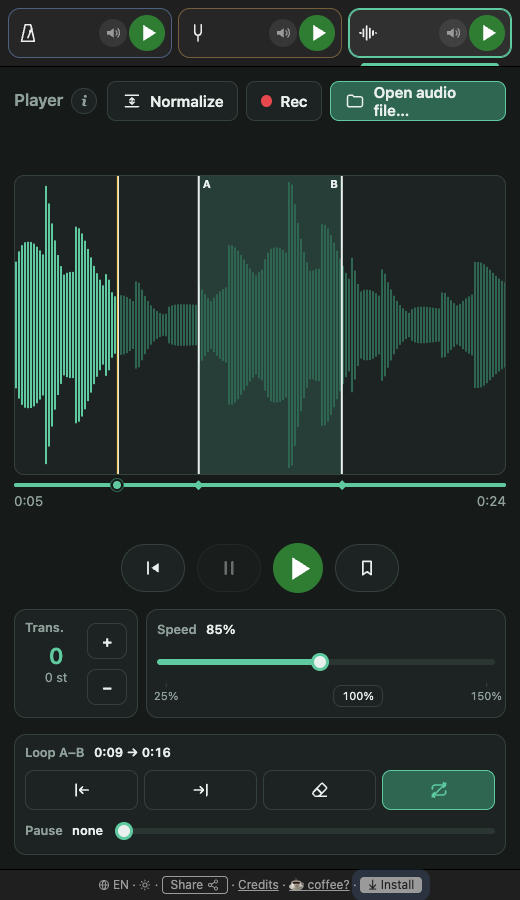 Player i Normalize Rec Open audio
file...
A B
0:05 0:24
Trans. Speed 85%
0 +
0 st −
25% 100% 150%
Loop A–B 0:09 → 0:16
Pause none
EN · · Share · Credits · ☕ coffee? · Install